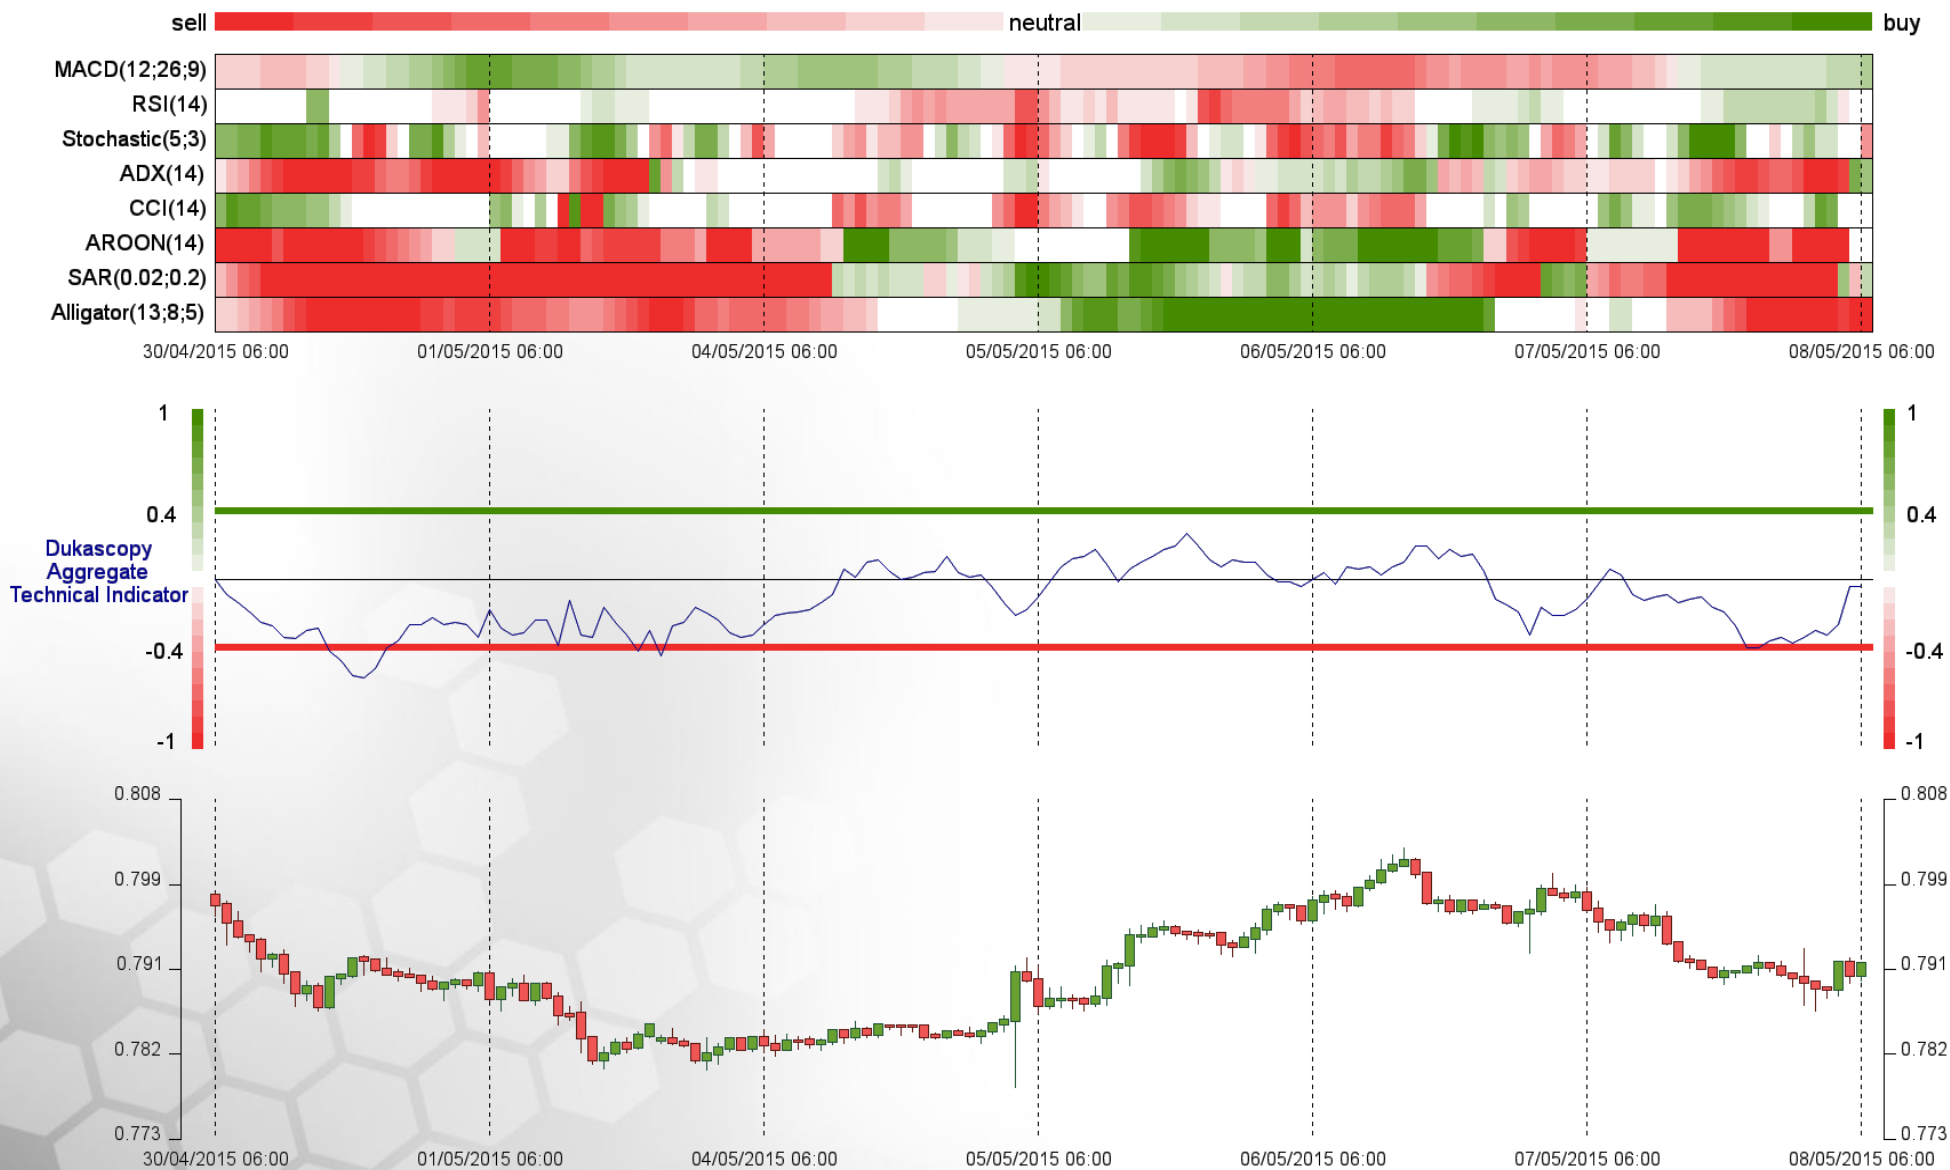 sell neutral buy
MACD(12;26;9)
RSI(14)
Stochastic(5;3)
ADX(14)
CCI(14)
AROON(14)
SAR(0.02;0.2)
Alligator(13;8;5)
30/04/2015 06:00 01/05/2015 06:00 04/05/2015 06:00 05/05/2015 06:00 06/05/2015 06:00 07/05/2015 06:00 08/05/2015 06:00
1 1
0.4 0.4
Dukascopy
Aggregate
Technical Indicator
-0.4 -0.4
-1 -1
0.808 0.808
0.799 0.799
0.791 0.791
0.782 0.782
0.773 0.773
30/04/2015 06:00 01/05/2015 06:00 04/05/2015 06:00 05/05/2015 06:00 06/05/2015 06:00 07/05/2015 06:00 08/05/2015 06:00